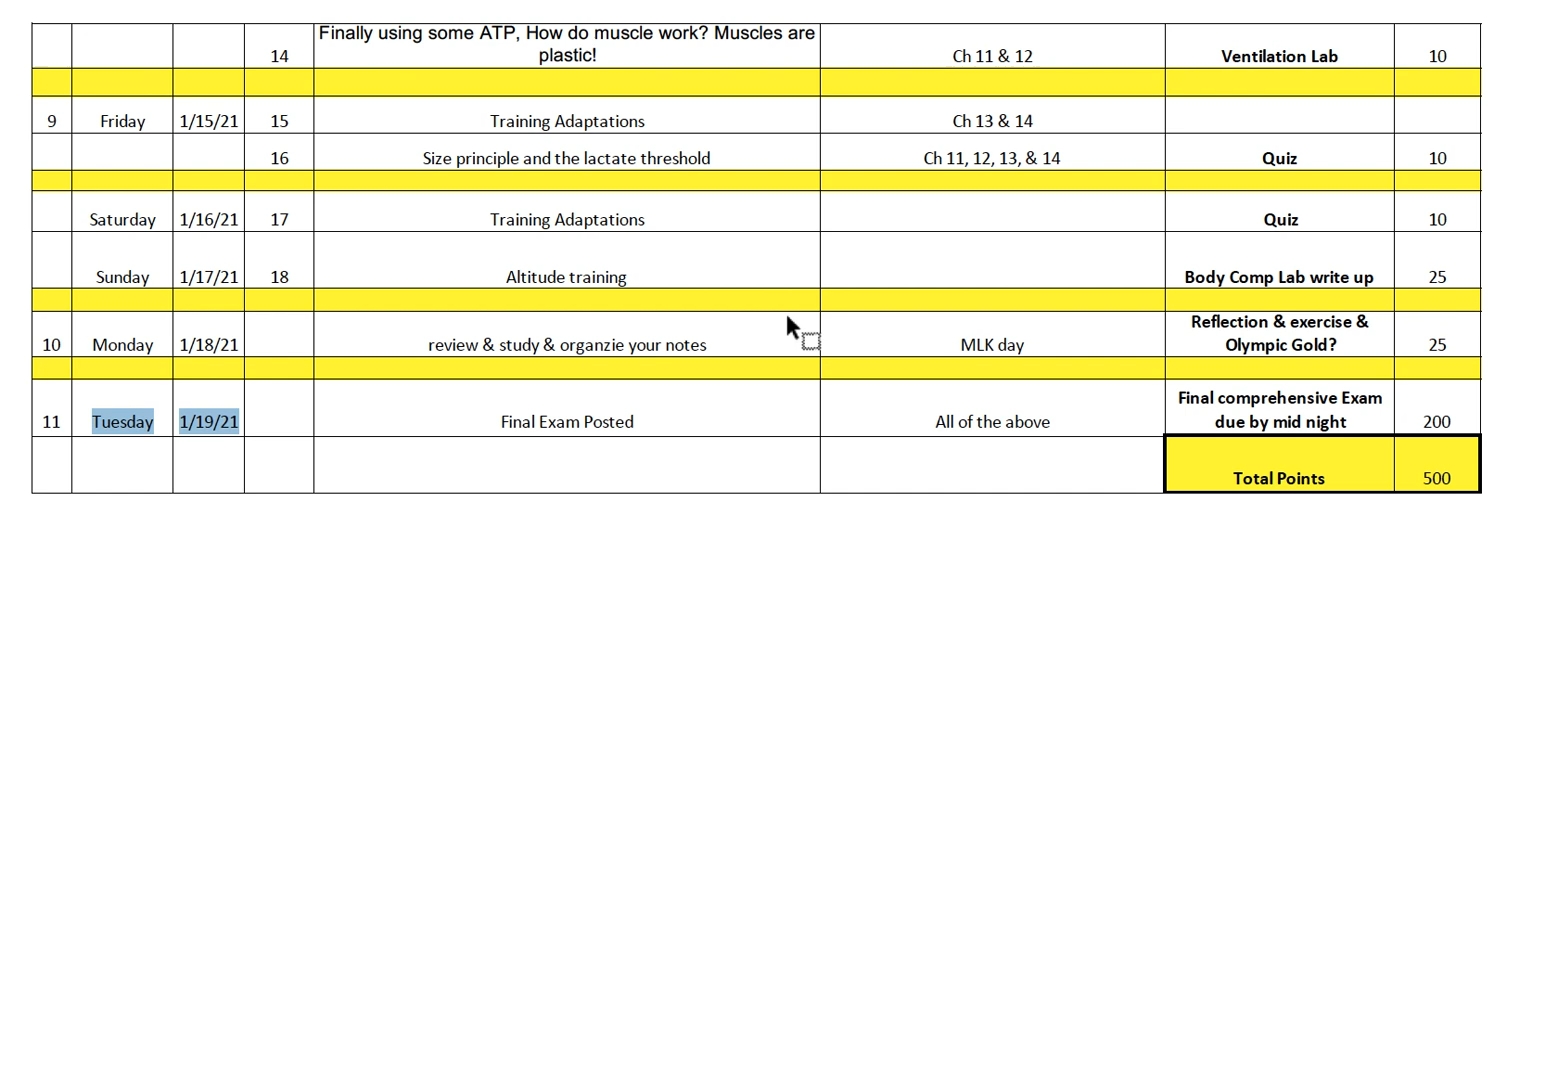 Finally using some ATP, How do muscle work? Muscles are
plastic!
14 Ch 11 & 12 Ventilation Lab 10
9 Friday 1/15/21 15 Training Adaptations Ch 13 & 14
16 Size principle and the lactate threshold Ch 11, 12, 13, & 14 Quiz 10
Saturday 1/16/21 17 Training Adaptations Quiz 10
Sunday 1/17/21 18 Altitude training Body Comp Lab write up 25
Reflection & exercise &
10 Monday 1/18/21 review & study & organzie your notes MLK day Olympic Gold? 25
Final comprehensive Exam
11 Tuesday 1/19/21 Final Exam Posted All of the above due by mid night 200
Total Points 500